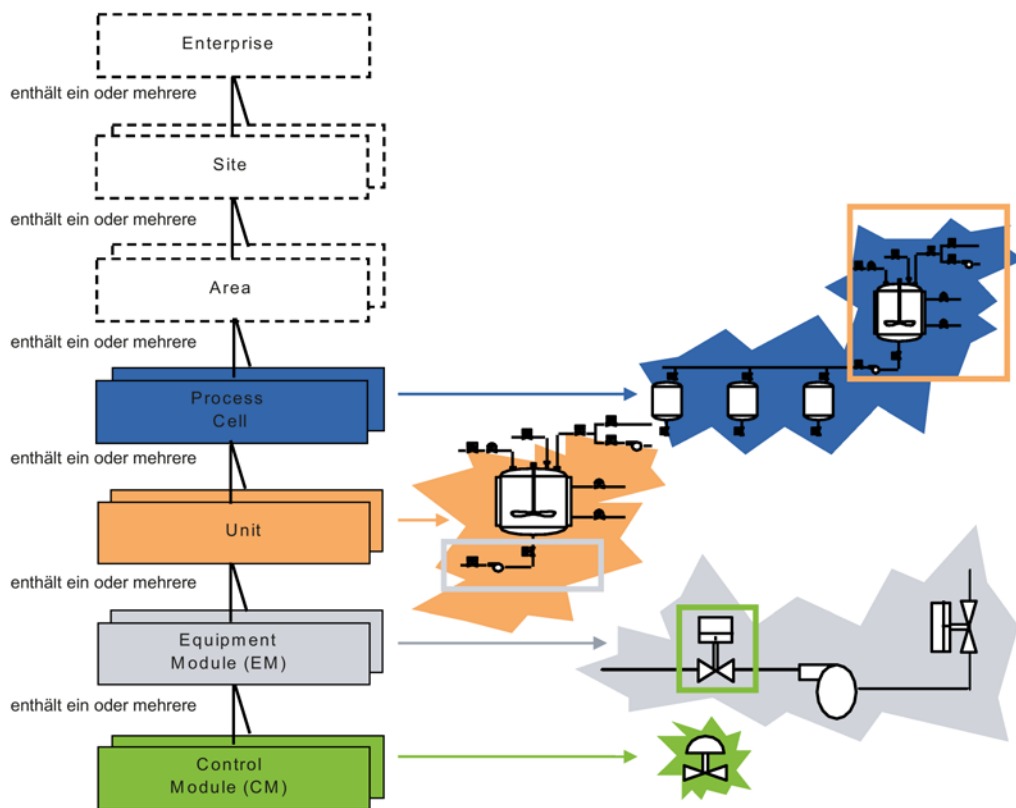 Enterprise
enthält ein oder mehrere
Site
enthält ein oder mehrere
Area
enthält ein oder mehrere
Process
Cell
enthält ein oder mehrere
Unit
enthält ein oder mehrere
Equipment
Module (EM)
enthält ein oder mehrere
Control
Module (CM)